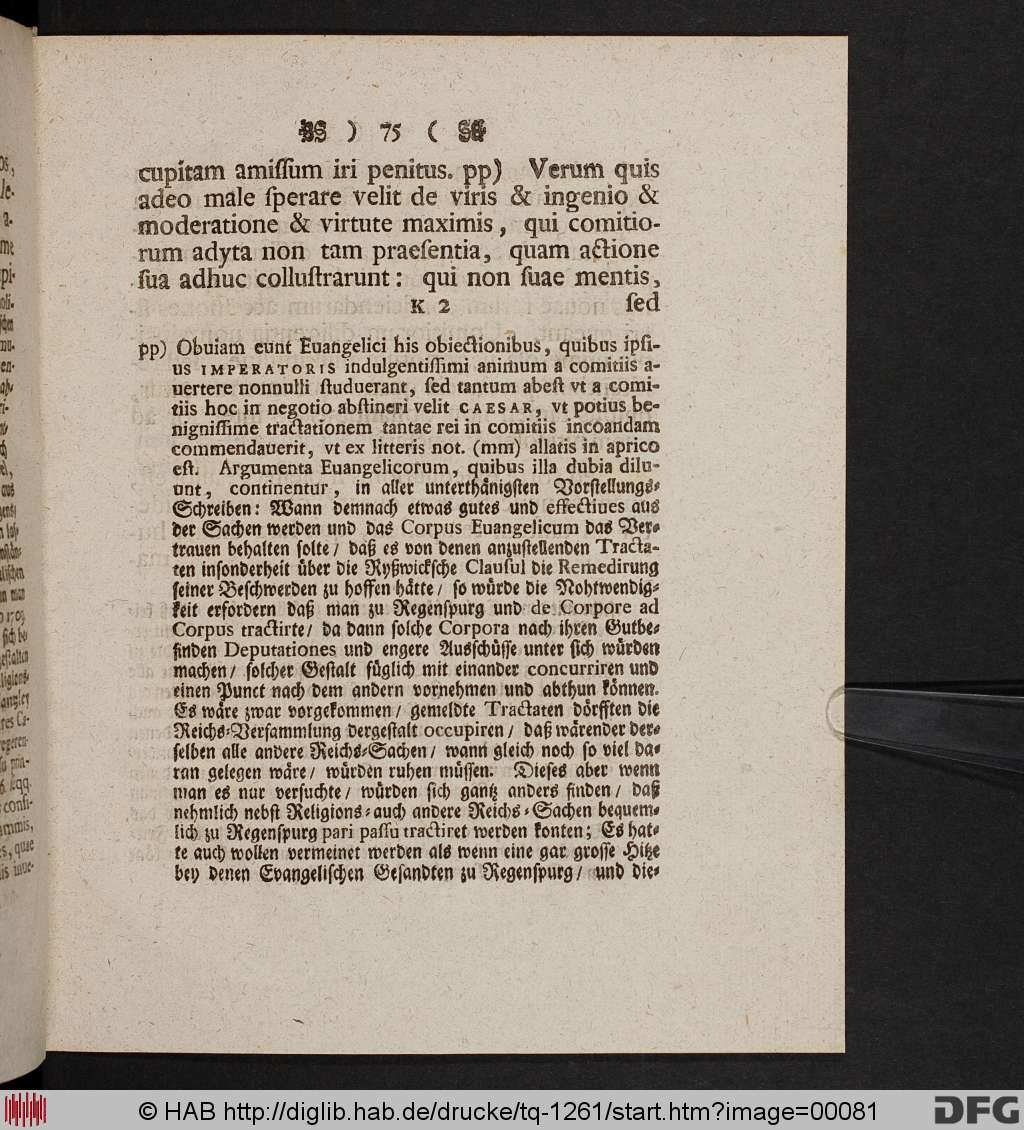 ) 75 (
cupitam amiſſum iri penitus. pp) Verum quis
adeo male ſperare velit de viris & ingenio &
moderatione & virtute maximis, qui comitio-
rum adyta non tam praeſentia, quam actione
ſua adhuc colluſtrarunt: qui non ſuae mentis,
K 2 ſed
pp) Obuiam eunt Euangelici his obiectionibus, quibus ipſi-
us IMPERATORIS indulgentiſſimi animum a comitiis a-
uertere nonnulli ſtuduerant, ſed tantum abeſt vt a comi-
tiis hoc in negotio abſtineri velit CAESAR, vt potius be-
nigniſſime tractationem tantae rei in comitiis incoandam
commendauerit, vt ex litteris not. (mm) allatis in aprico
eſt. Argumenta Euangelicorum, quibus illa dubia dilu-
unt, continentur, in aller unterthänigſten Vorſtellungs-
Schreiben: Wann demnach etwas gutes und effectiues aus
der Sachen werden und das Corpus Euangelicum das Ver-
trauen behalten ſolte/ daß es von denen anzuſtellenden Tracta-
ten inſonderheit über die Ryßwickſche Clauſul die Remedirung
ſeiner Beſchwerden zu hoffen hätte/ ſo würde die Nohtwendig-
keit erfordern daß man zu Regenſpurg und de Corpore ad
Corpus tractirte/ da dann ſolche Corpora nach ihren Gutbe-
finden Deputationes und engere Ausſchüſſe unter ſich würden
machen/ ſolcher Geſtalt füglich mit einander concurriren und
einen Punct nach dem andern vornehmen und abthun können.
Es wäre zwar vorgekommen/ gemeldte Tractaten dörfften die
Reichs-Verſammlung dergeſtalt occupiren/ daß wärender der-
ſelben alle andere Reichs-Sachen/ wann gleich noch ſo viel da-
ran gelegen wäre/ würden ruhen müſſen. Dieſes aber wenn
man es nur verſuchte/ würden ſich gantz anders finden/ daß
nehmlich nebſt Religions-auch andere Reichs-Sachen bequem-
lich zu Regenſpurg pari paſſu tractiret werden konten; Es hat-
te auch wollen vermeinet werden als wenn eine gar groſſe Hitze
bey denen Evangeliſchen Geſandten zu Regenſpurg/ und die-
© HAB http://diglib.hab.de/drucke/tq-1261/start.htm?image=00081
DFG